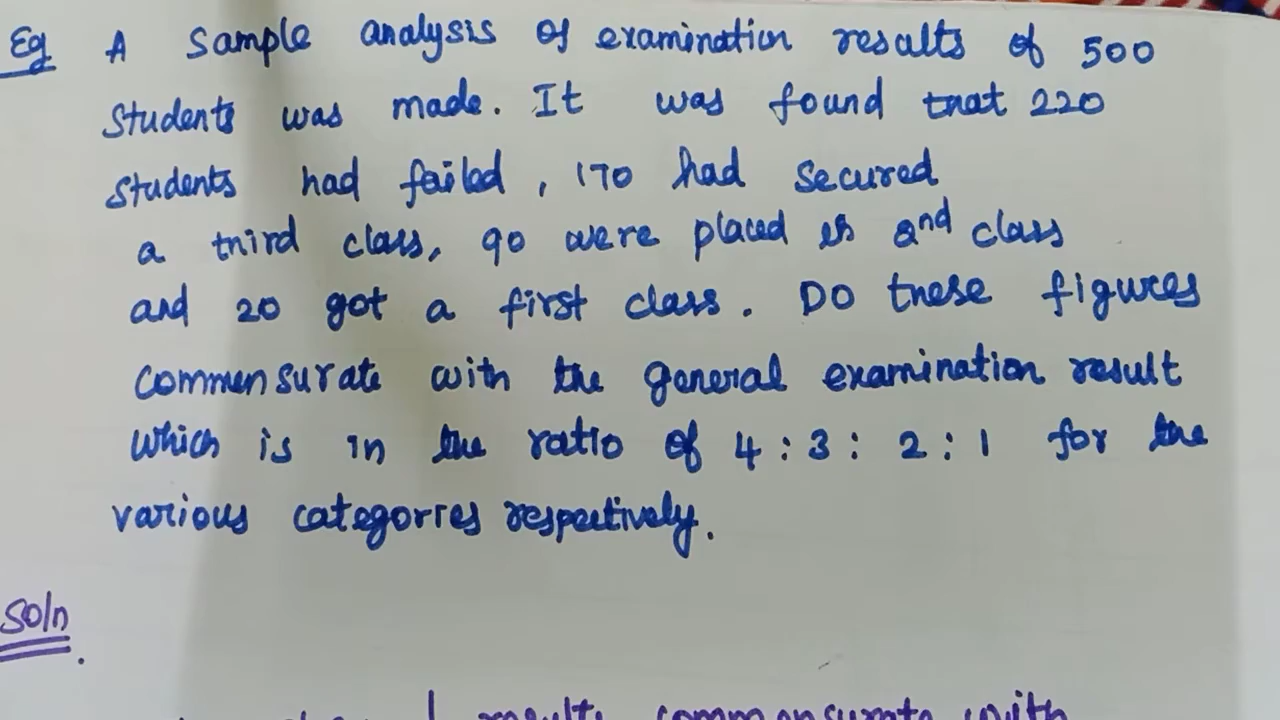 Eg A sample analysis of examination results of 500
students was made. It was found that 220
students had failed, 170 had secured
a third class, 90 were placed in 2nd class
and 20 got a first class. Do these figures
commensurate with the general examination result
which is in the ratio of 4 : 3 : 2 : 1 for the
various categories respectively.
Soln.
results commensurate with